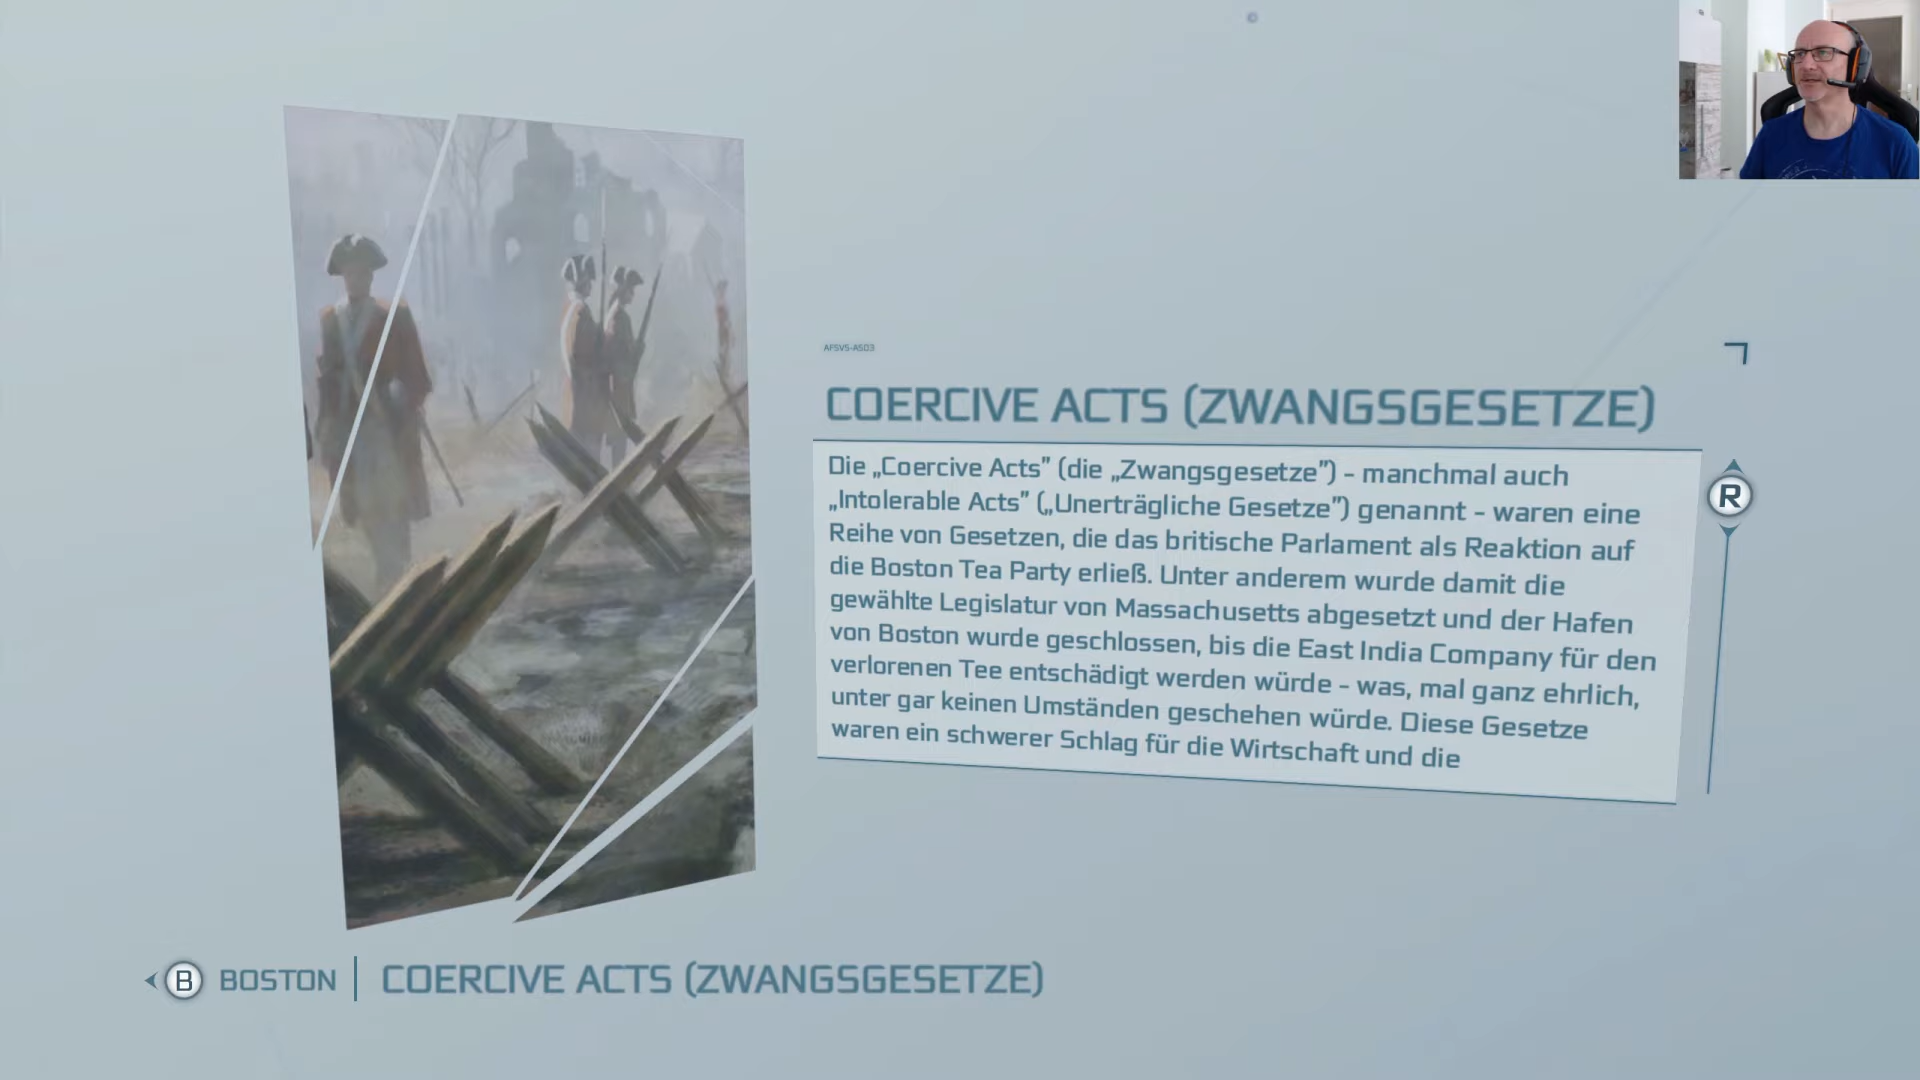 AFSVS-AS03
COERCIVE ACTS (ZWANGSGESETZE)
Die „Coercive Acts” (die „Zwangsgesetze”) - manchmal auch
„Intolerable Acts” („Unerträgliche Gesetze”) genannt - waren eine
Reihe von Gesetzen, die das britische Parlament als Reaktion auf
die Boston Tea Party erließ. Unter anderem wurde damit die
gewählte Legislatur von Massachusetts abgesetzt und der Hafen
von Boston wurde geschlossen, bis die East India Company für den
verlorenen Tee entschädigt werden würde - was, mal ganz ehrlich,
unter gar keinen Umständen geschehen würde. Diese Gesetze
waren ein schwerer Schlag für die Wirtschaft und die
R
B BOSTON COERCIVE ACTS (ZWANGSGESETZE)